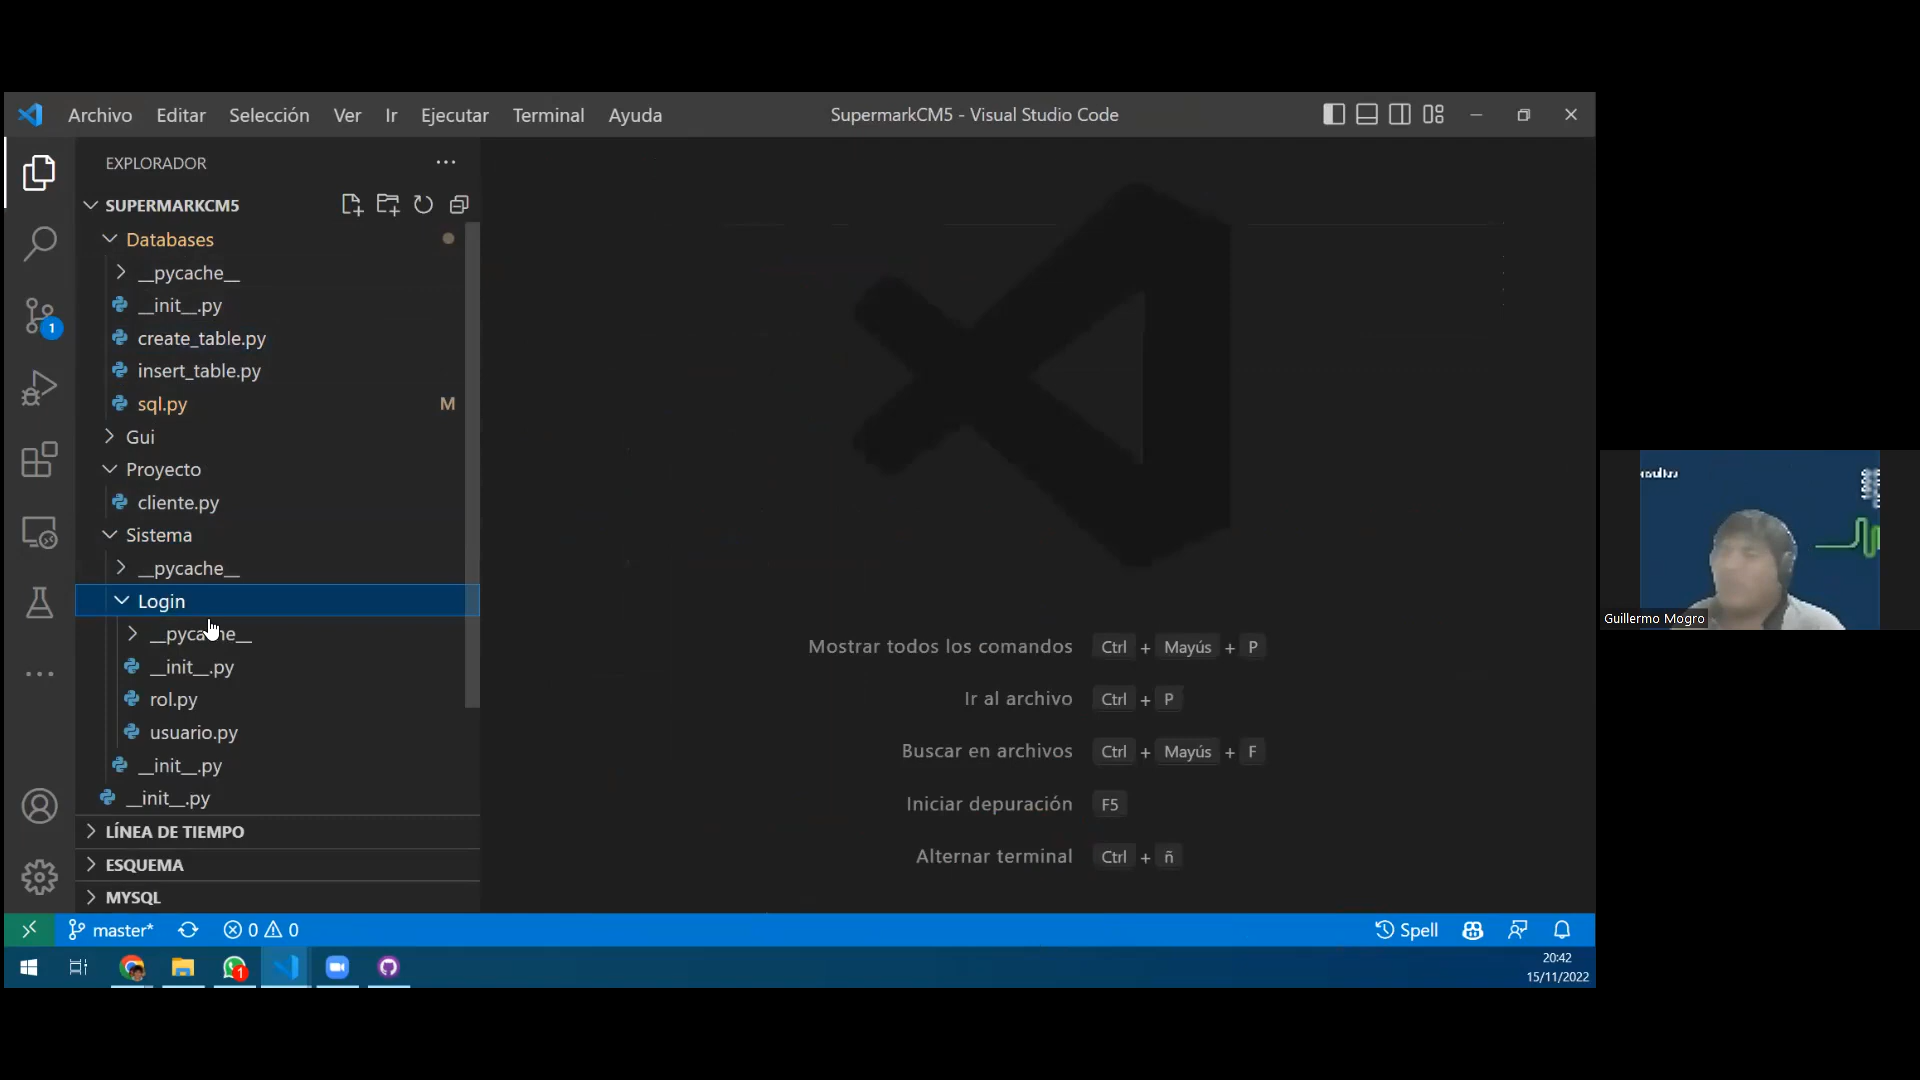 Archivo Editar Selección Ver Ir Ejecutar Terminal Ayuda SupermarkCM5 - Visual Studio Code
EXPLORADOR
SUPERMARKCM5
Databases
__pycache__
__init__.py
create_table.py
insert_table.py
sql.py M
Gui
Proyecto
cliente.py
Sistema
__pycache__
Login
__init__.py
rol.py
usuario.py
__init__.py
__init__.py
LÍNEA DE TIEMPO
ESQUEMA
MYSQL
1
Mostrar todos los comandos Ctrl + Mayús + P
Ir al archivo Ctrl + P
Buscar en archivos Ctrl + Mayús + F
Iniciar depuración F5
Alternar terminal Ctrl + ñ
master* 0 0 Spell
1
20:42
15/11/2022
Guillermo Mogro